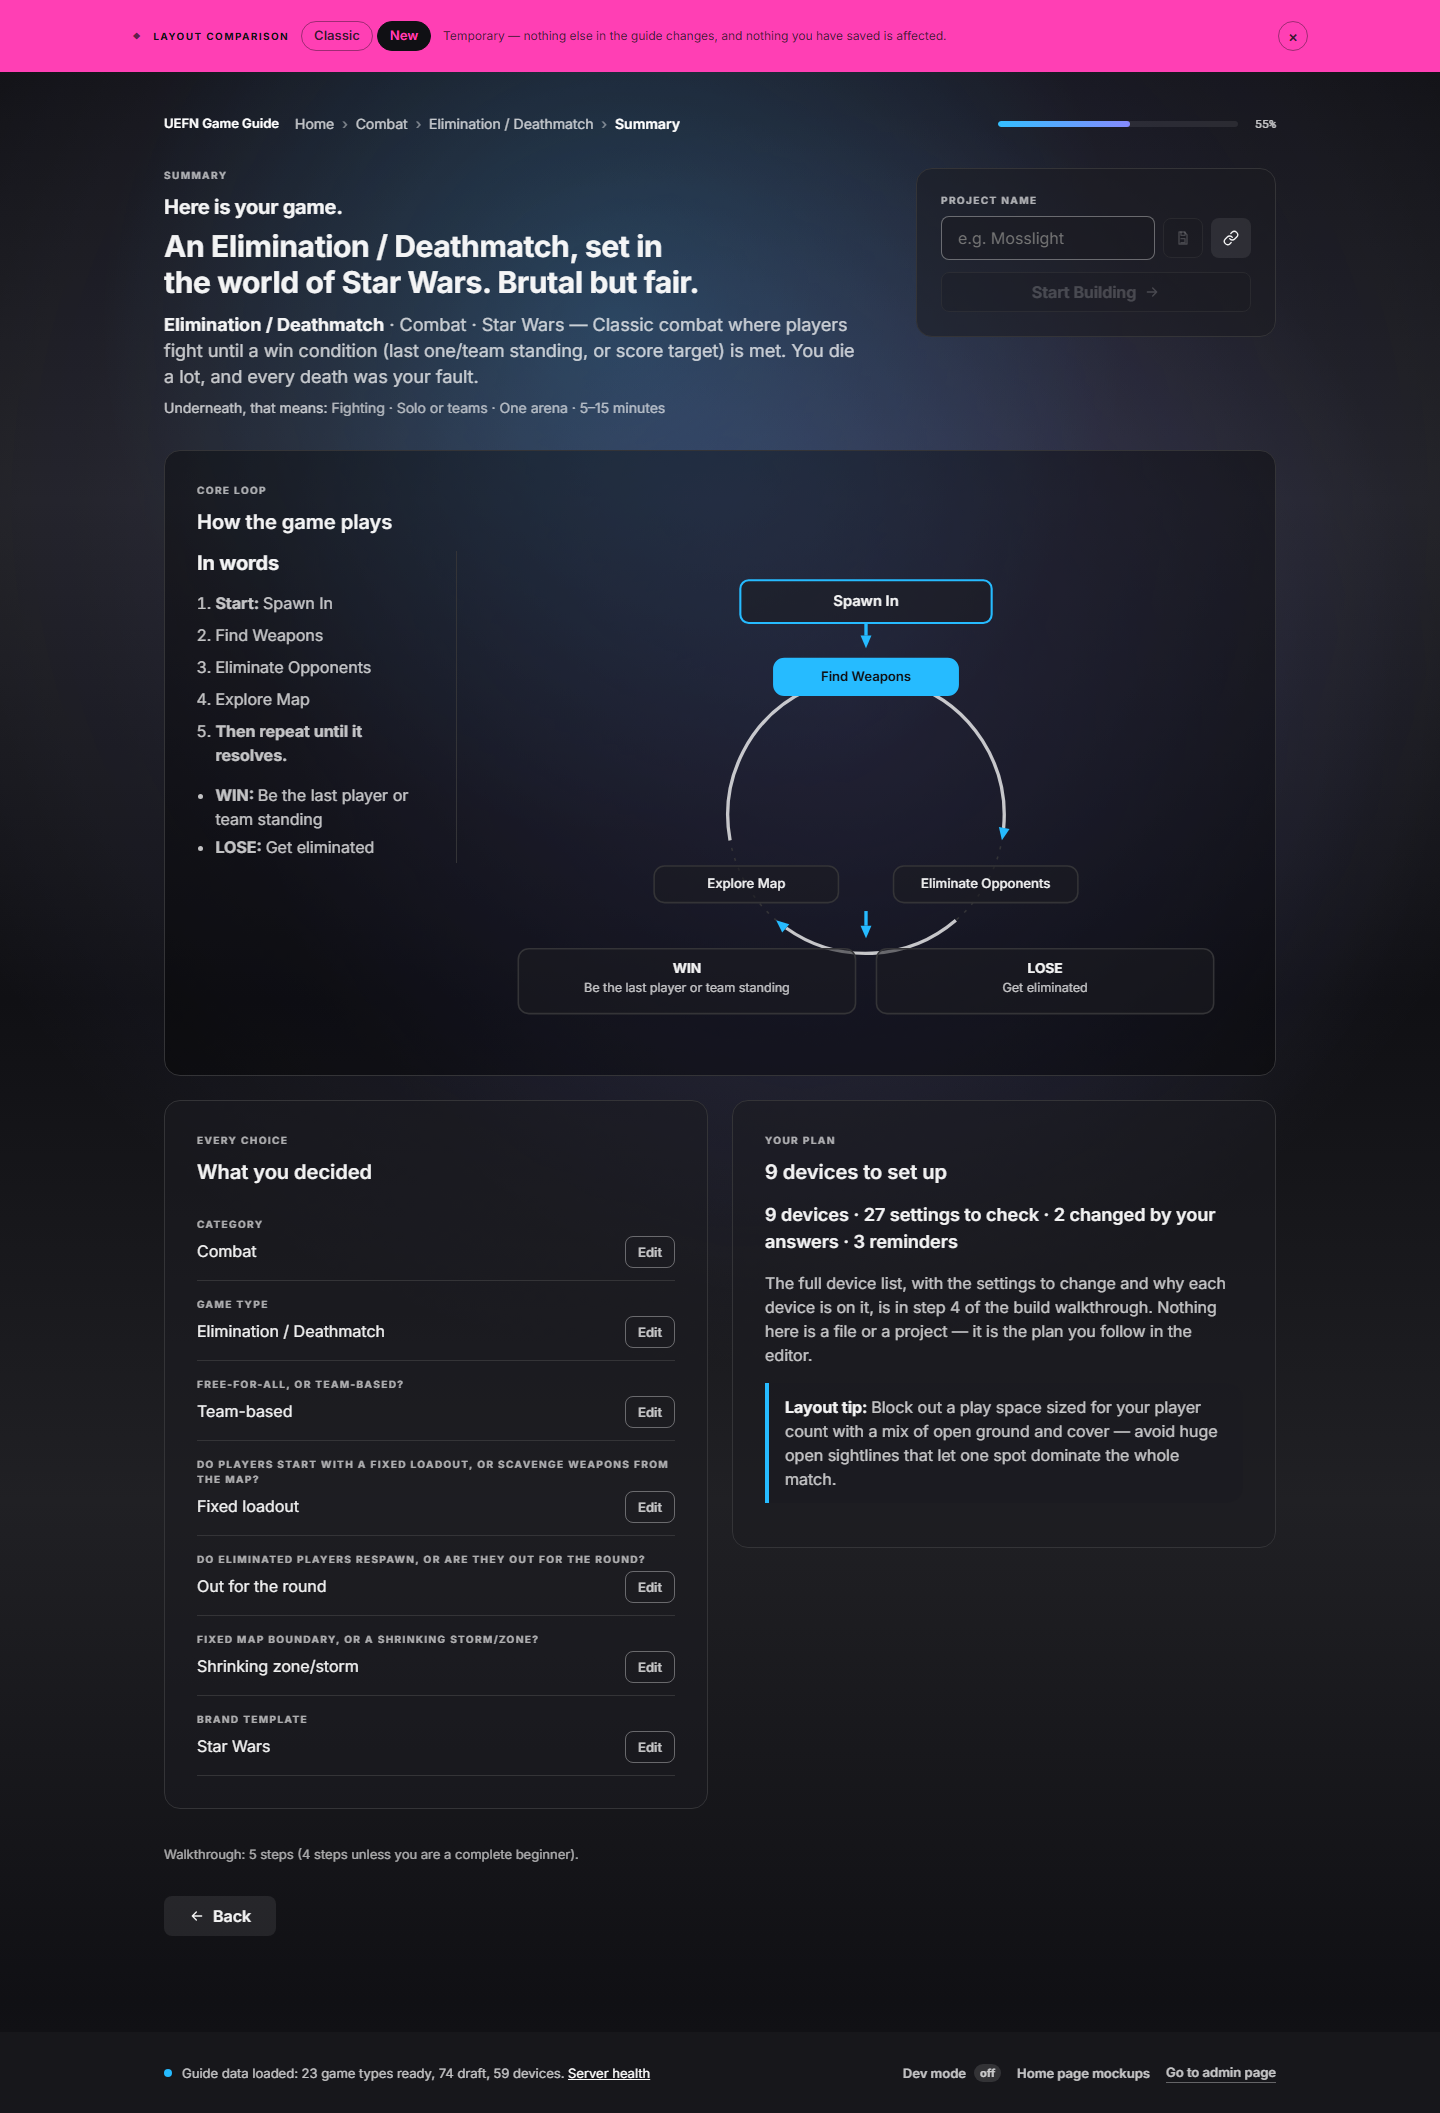 LAYOUT COMPARISON
Classic
New
Temporary — nothing else in the guide changes, and nothing you have saved is affected.
×
UEFN Game Guide Home › Combat › Elimination / Deathmatch › Summary
55%
SUMMARY
Here is your game.
An Elimination / Deathmatch, set in
the world of Star Wars. Brutal but fair.
Elimination / Deathmatch · Combat · Star Wars — Classic combat where players
fight until a win condition (last one/team standing, or score target) is met. You die
a lot, and every death was your fault.
Underneath, that means: Fighting · Solo or teams · One arena · 5–15 minutes
PROJECT NAME
e.g. Mosslight
Start Building →
CORE LOOP
How the game plays
In words
1. Start: Spawn In
2. Find Weapons
3. Eliminate Opponents
4. Explore Map
5. Then repeat until it
resolves.
• WIN: Be the last player or
team standing
• LOSE: Get eliminated
Spawn In
Find Weapons
Explore Map
Eliminate Opponents
WIN
Be the last player or team standing
LOSE
Get eliminated
EVERY CHOICE
What you decided
CATEGORY
Combat
Edit
GAME TYPE
Elimination / Deathmatch
Edit
FREE-FOR-ALL, OR TEAM-BASED?
Team-based
Edit
DO PLAYERS START WITH A FIXED LOADOUT, OR SCAVENGE WEAPONS FROM
THE MAP?
Fixed loadout
Edit
DO ELIMINATED PLAYERS RESPAWN, OR ARE THEY OUT FOR THE ROUND?
Out for the round
Edit
FIXED MAP BOUNDARY, OR A SHRINKING STORM/ZONE?
Shrinking zone/storm
Edit
BRAND TEMPLATE
Star Wars
Edit
YOUR PLAN
9 devices to set up
9 devices · 27 settings to check · 2 changed by your
answers · 3 reminders
The full device list, with the settings to change and why each
device is on it, is in step 4 of the build walkthrough. Nothing
here is a file or a project — it is the plan you follow in the
editor.
Layout tip: Block out a play space sized for your player
count with a mix of open ground and cover — avoid huge
open sightlines that let one spot dominate the whole
match.
Walkthrough: 5 steps (4 steps unless you are a complete beginner).
← Back
Guide data loaded: 23 game types ready, 74 draft, 59 devices. Server health
Dev mode off Home page mockups Go to admin page